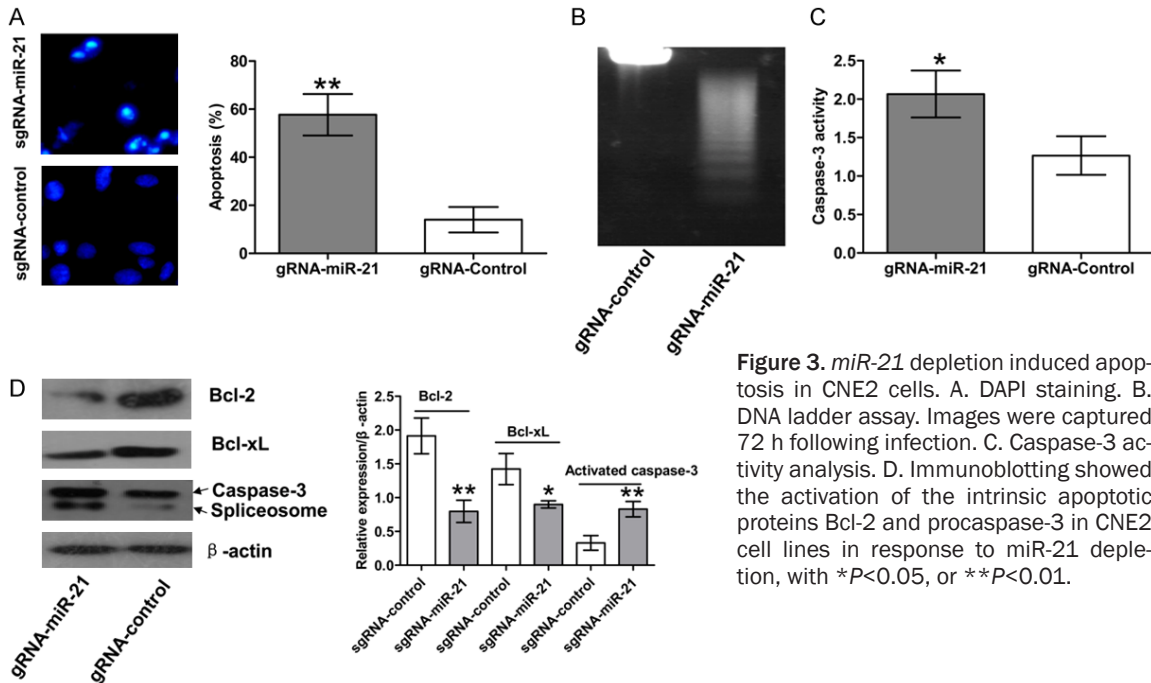 A
sgRNA-miR-21
sgRNA-control
Apoptosis (%)
80
60
40
20
0
**
gRNA-miR-21
gRNA-Control
B
gRNA-control
gRNA-miR-21
C
Caspase-3 activity
2.5
2.0
1.5
1.0
0.5
0.0
*
gRNA-miR-21
gRNA-Control
D
Bcl-2
Bcl-xL
Caspase-3
Spliceosome
β-actin
gRNA-miR-21
gRNA-control
Relative expression/β-actin
2.5
2.0
1.5
1.0
0.5
0.0
Bcl-2
Bcl-xL
Activated caspase-3
**
*
**
sgRNA-control
sgRNA-miR-21
sgRNA-control
sgRNA-miR-21
sgRNA-control
sgRNA-miR-21
Figure 3. miR-21 depletion induced apop-
tosis in CNE2 cells. A. DAPI staining. B.
DNA ladder assay. Images were captured
72 h following infection. C. Caspase-3 ac-
tivity analysis. D. Immunoblotting showed
the activation of the intrinsic apoptotic
proteins Bcl-2 and procaspase-3 in CNE2
cell lines in response to miR-21 deple-
tion, with *P<0.05, or **P<0.01.